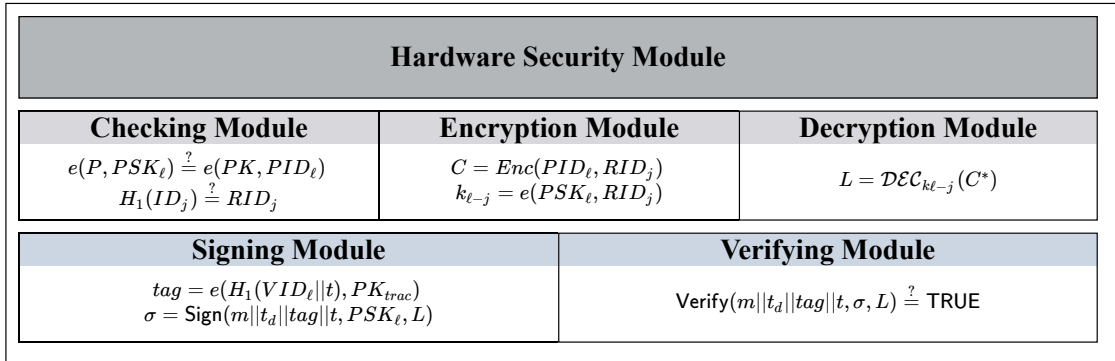 Hardware Security Module
Checking Module
e(P, PSK_ℓ) ≟ e(PK, PID_ℓ)
H_1(ID_j) ≟ RID_j
Encryption Module
C = Enc(PID_ℓ, RID_j)
k_{ℓ−j} = e(PSK_ℓ, RID_j)
Decryption Module
L = 𝒟ℰ𝒞_{kℓ−j}(C*)
Signing Module
tag = e(H_1(VID_ℓ||t), PK_{trac})
σ = Sign(m||t_d||tag||t, PSK_ℓ, L)
Verifying Module
Verify(m||t_d||tag||t, σ, L) ≟ TRUE